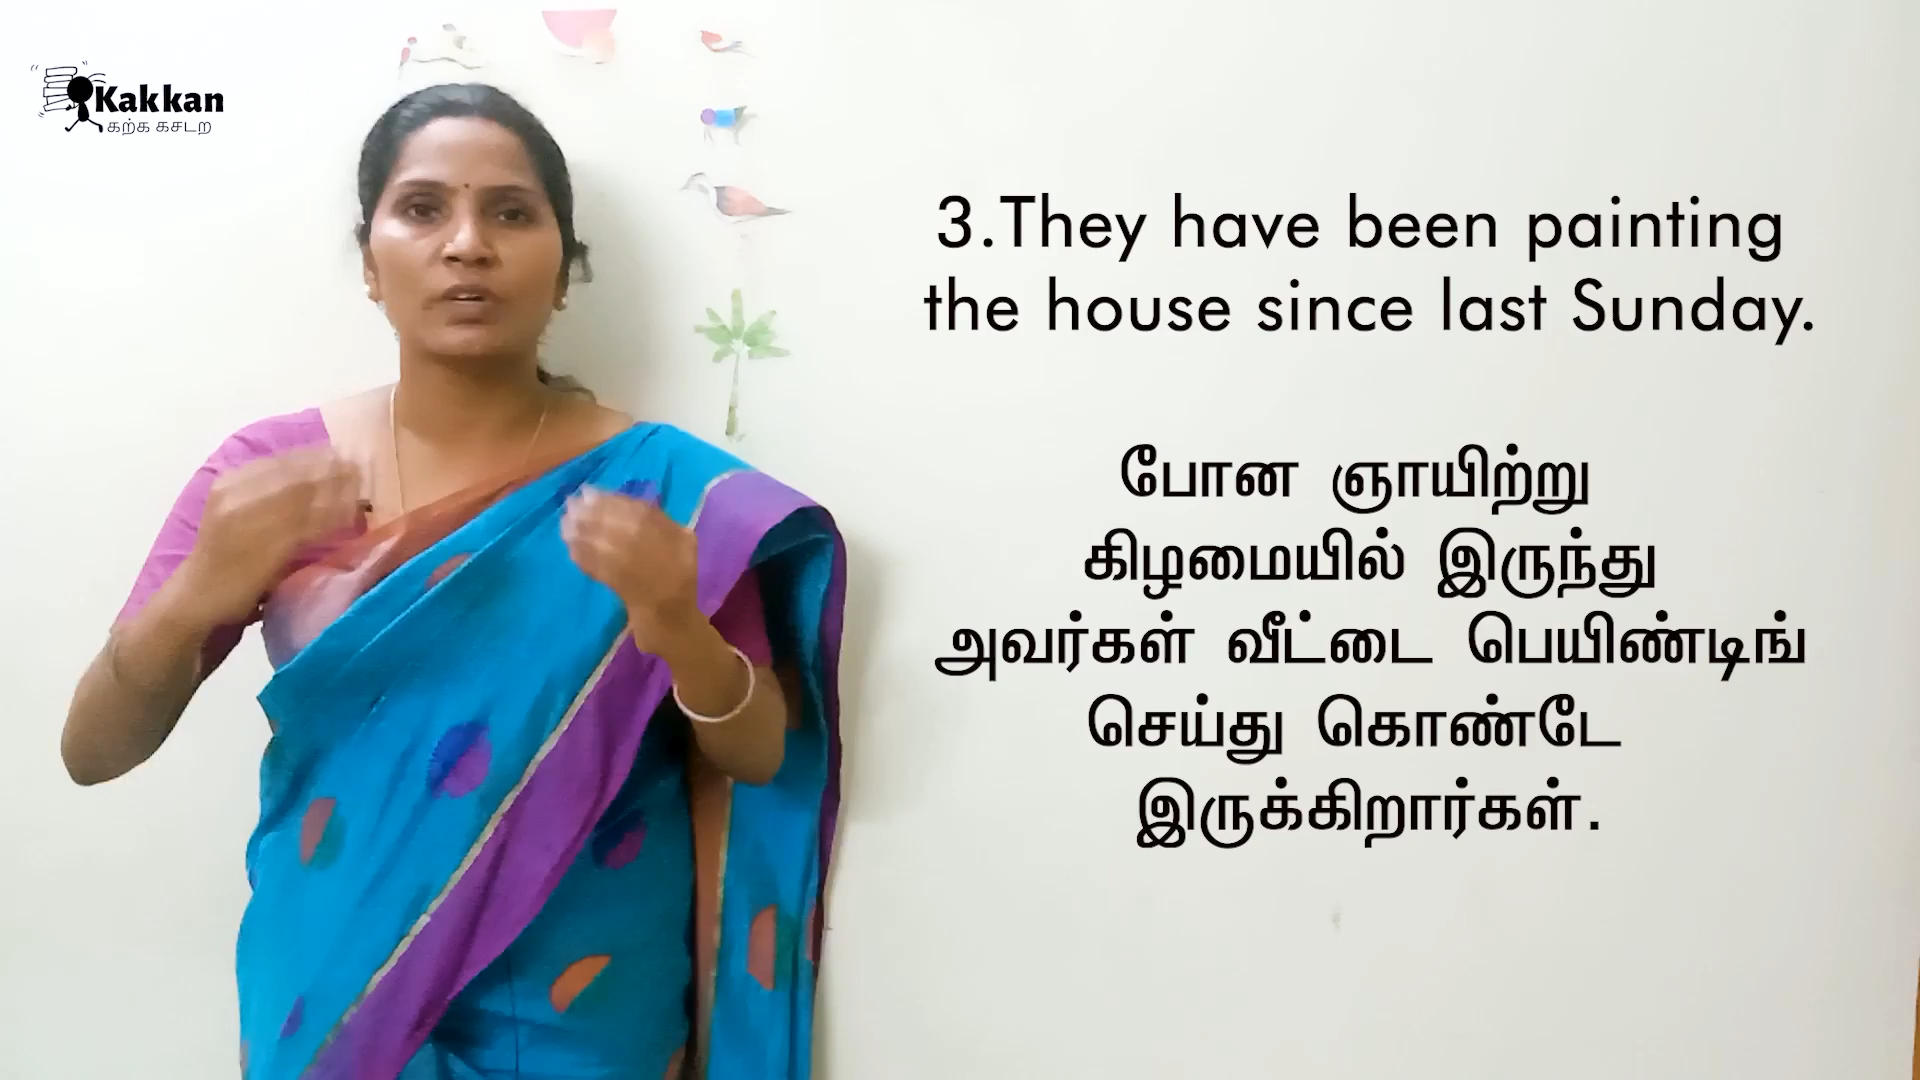 Kakkan
கற்க கசடற
3.They have been painting
the house since last Sunday.
போன ஞாயிற்று
கிழமையில் இருந்து
அவர்கள் வீட்டை பெயிண்டிங்
செய்து கொண்டே
இருக்கிறார்கள்.